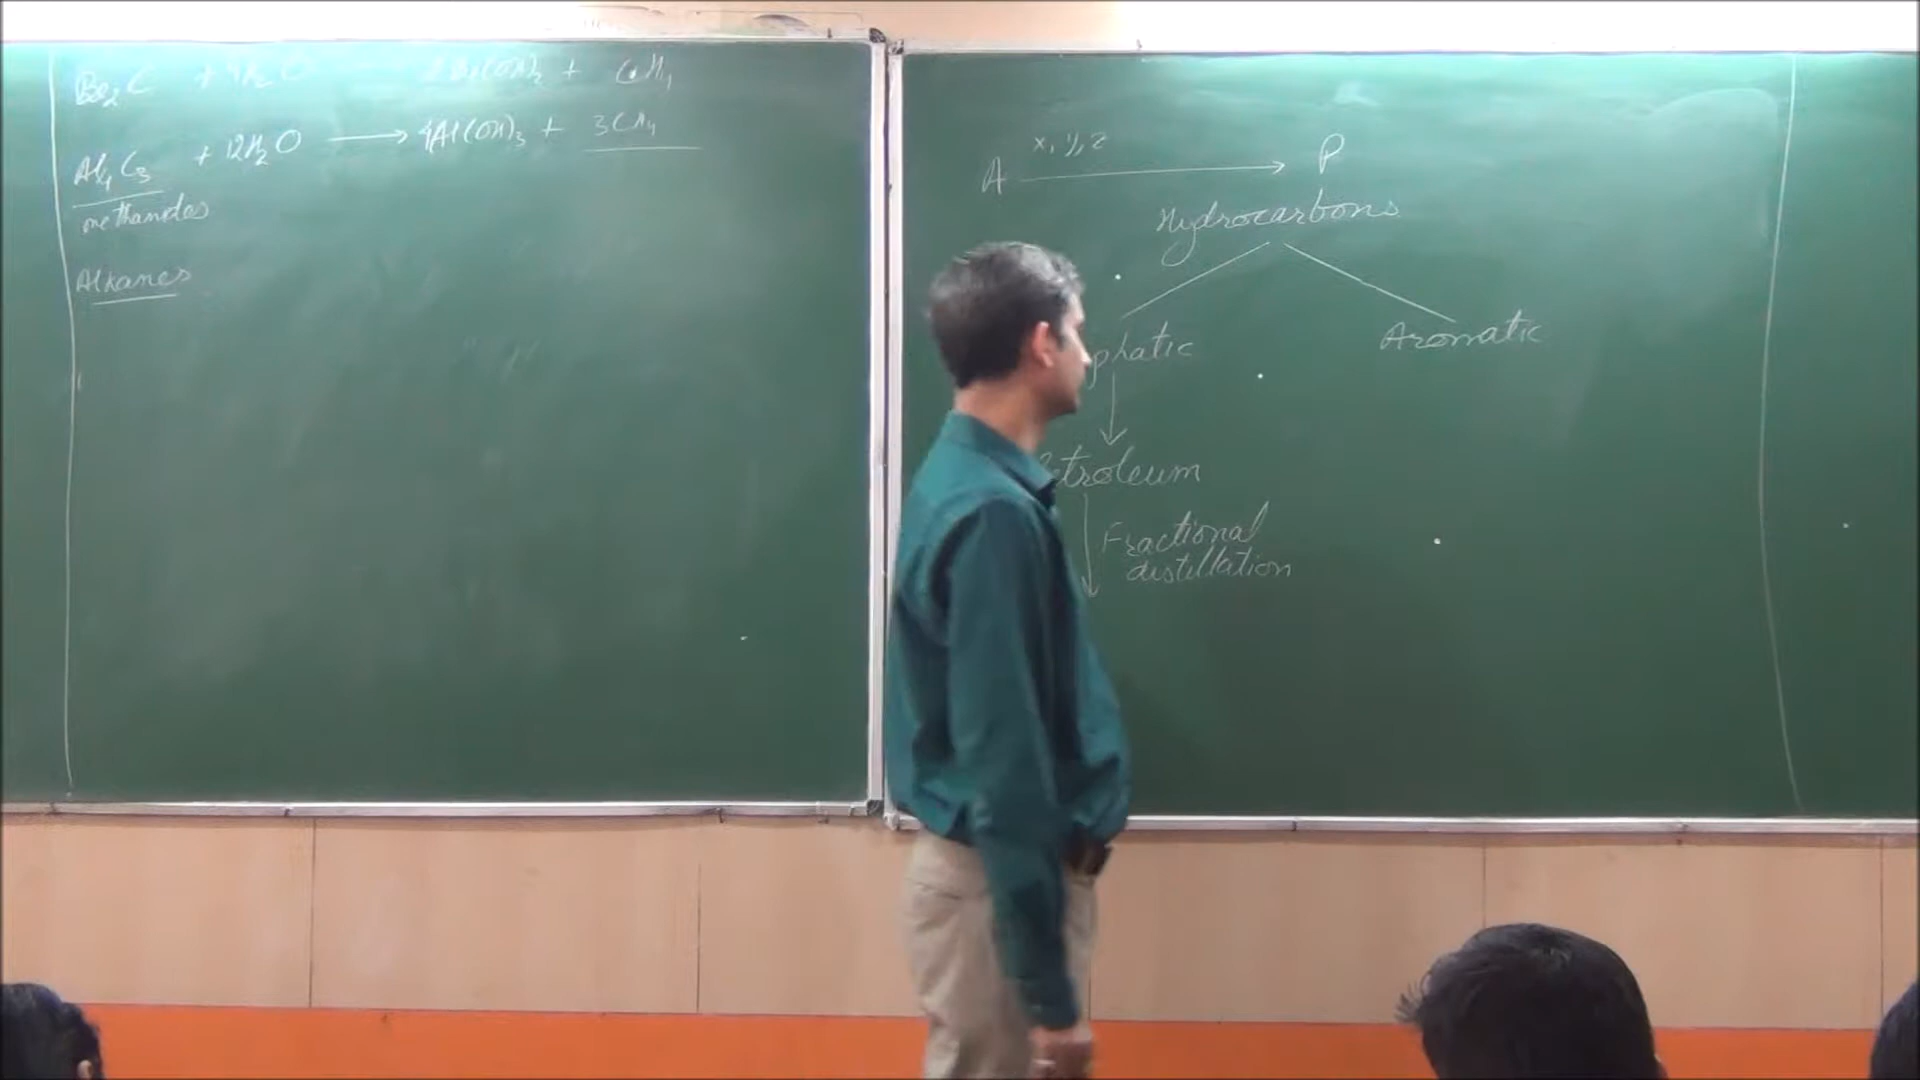 Be₂C + 4H₂O 2Be(OH)₂ + CH₄
Al₄C₃ + 12H₂O → 4Al(OH)₃ + 3CH₄
methanides
Alkanes
x, y, z
A → P
Hydrocarbons
phatic Aromatic
etroleum
Fractional
distillation